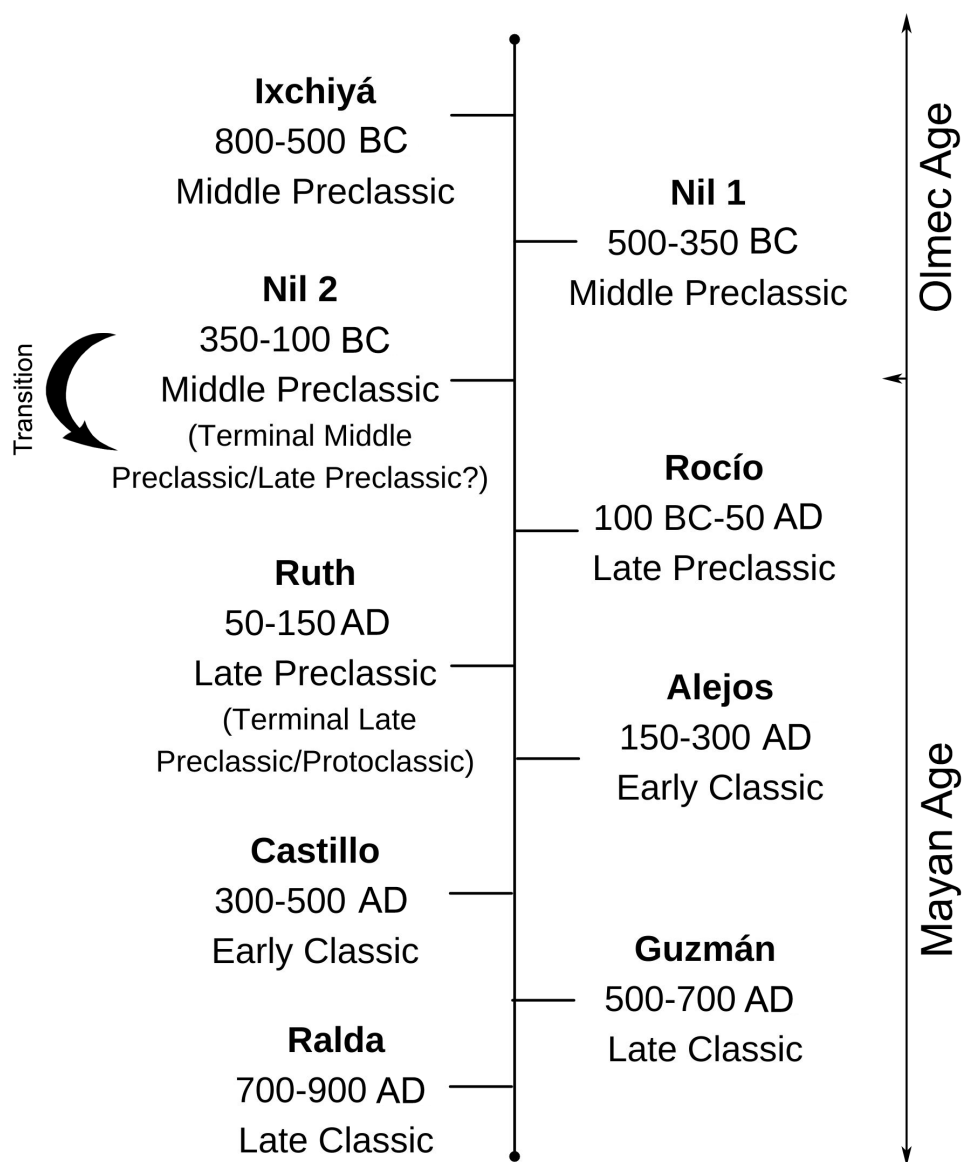 Ixchiyá
800-500 BC
Middle Preclassic
Nil 1
500-350 BC
Middle Preclassic
Nil 2
350-100 BC
Middle Preclassic
(Terminal Middle
Preclassic/Late Preclassic?)
Transition
Rocío
100 BC-50 AD
Late Preclassic
Ruth
50-150 AD
Late Preclassic
(Terminal Late
Preclassic/Protoclassic)
Alejos
150-300 AD
Early Classic
Castillo
300-500 AD
Early Classic
Guzmán
500-700 AD
Late Classic
Ralda
700-900 AD
Late Classic
Olmec Age
Mayan Age